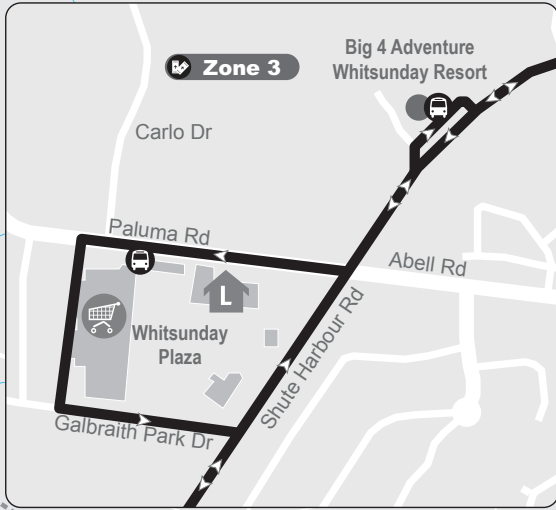 Big 4 Adventure
Whitsunday Resort
Zone 3
Carlo Dr
Paluma Rd
Abell Rd
L
Whitsunday
Plaza
Shute Harbour Rd
Galbraith Park Dr